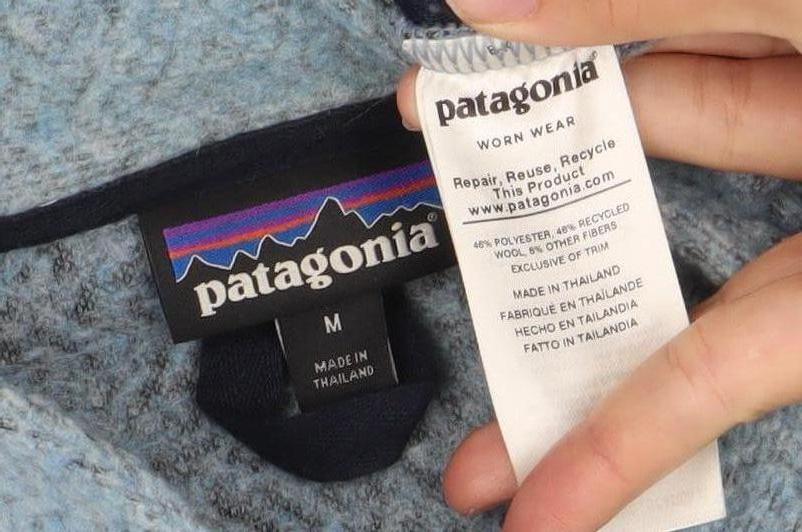 patagonia®
M
MADE IN
THAILAND
patagonia®
WORN WEAR
Repair, Reuse, Recycle
This Product
www.patagonia.com
46% POLYESTER, 46% RECYCLED
WOOL, 8% OTHER FIBERS
EXCLUSIVE OF TRIM
MADE IN THAILAND
FABRIQUÉ EN THAÏLANDE
HECHO EN TAILANDIA
FATTO IN TAILANDIA